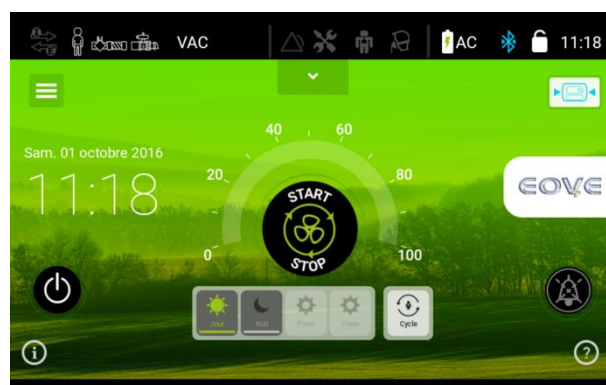 VAC
AC
11:18
Sam. 01 octobre 2016
11:18
0
20
40
60
80
100
START
STOP
EOVE
Jour
Nuit
Cycle
i
?